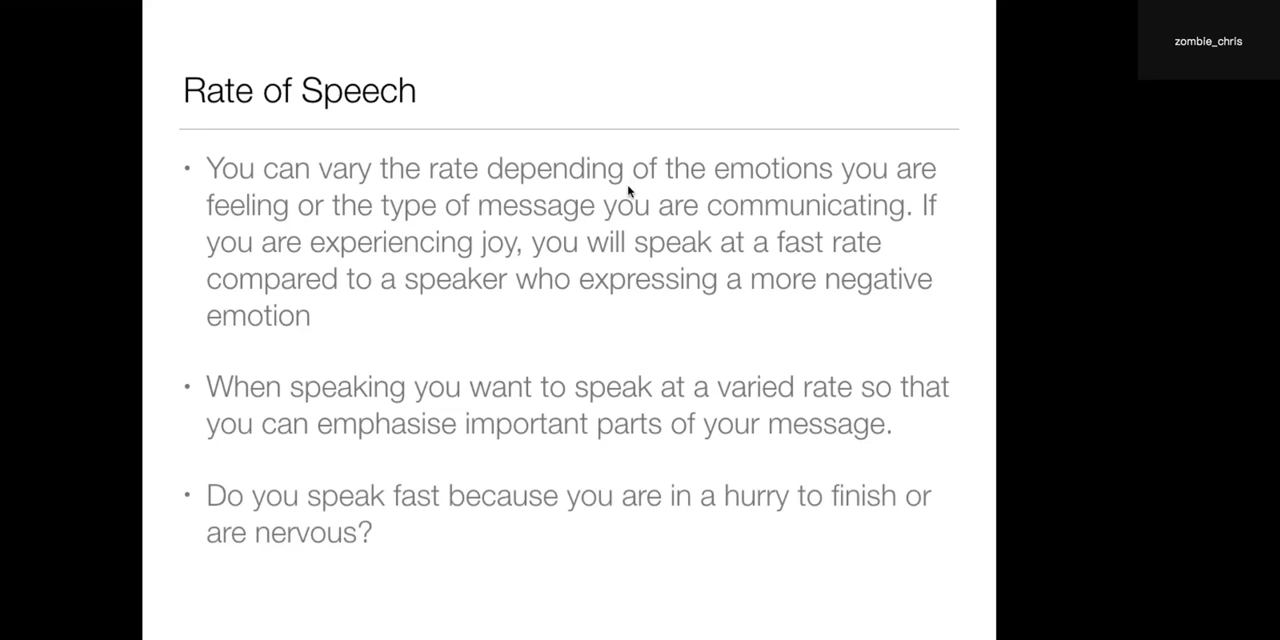 zombie_chris
Rate of Speech
• You can vary the rate depending of the emotions you are
feeling or the type of message you are communicating. If
you are experiencing joy, you will speak at a fast rate
compared to a speaker who expressing a more negative
emotion
• When speaking you want to speak at a varied rate so that
you can emphasise important parts of your message.
• Do you speak fast because you are in a hurry to finish or
are nervous?